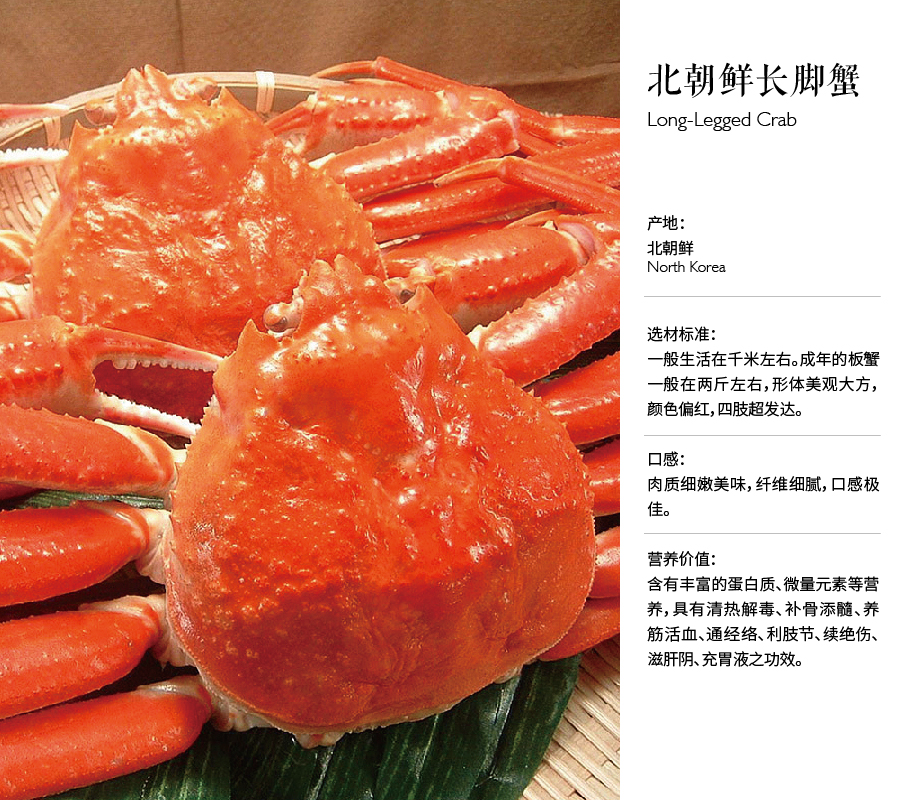 北朝鲜长脚蟹
Long-Legged Crab
产地：
北朝鲜
North Korea
选材标准：
一般生活在千米左右。成年的板蟹
一般在两斤左右，形体美观大方，
颜色偏红，四肢超发达。
口感：
肉质细嫩美味，纤维细腻，口感极
佳。
营养价值：
含有丰富的蛋白质、微量元素等营
养，具有清热解毒、补骨添髓、养
筋活血、通经络、利肢节、续绝伤、
滋肝阴、充胃液之功效。